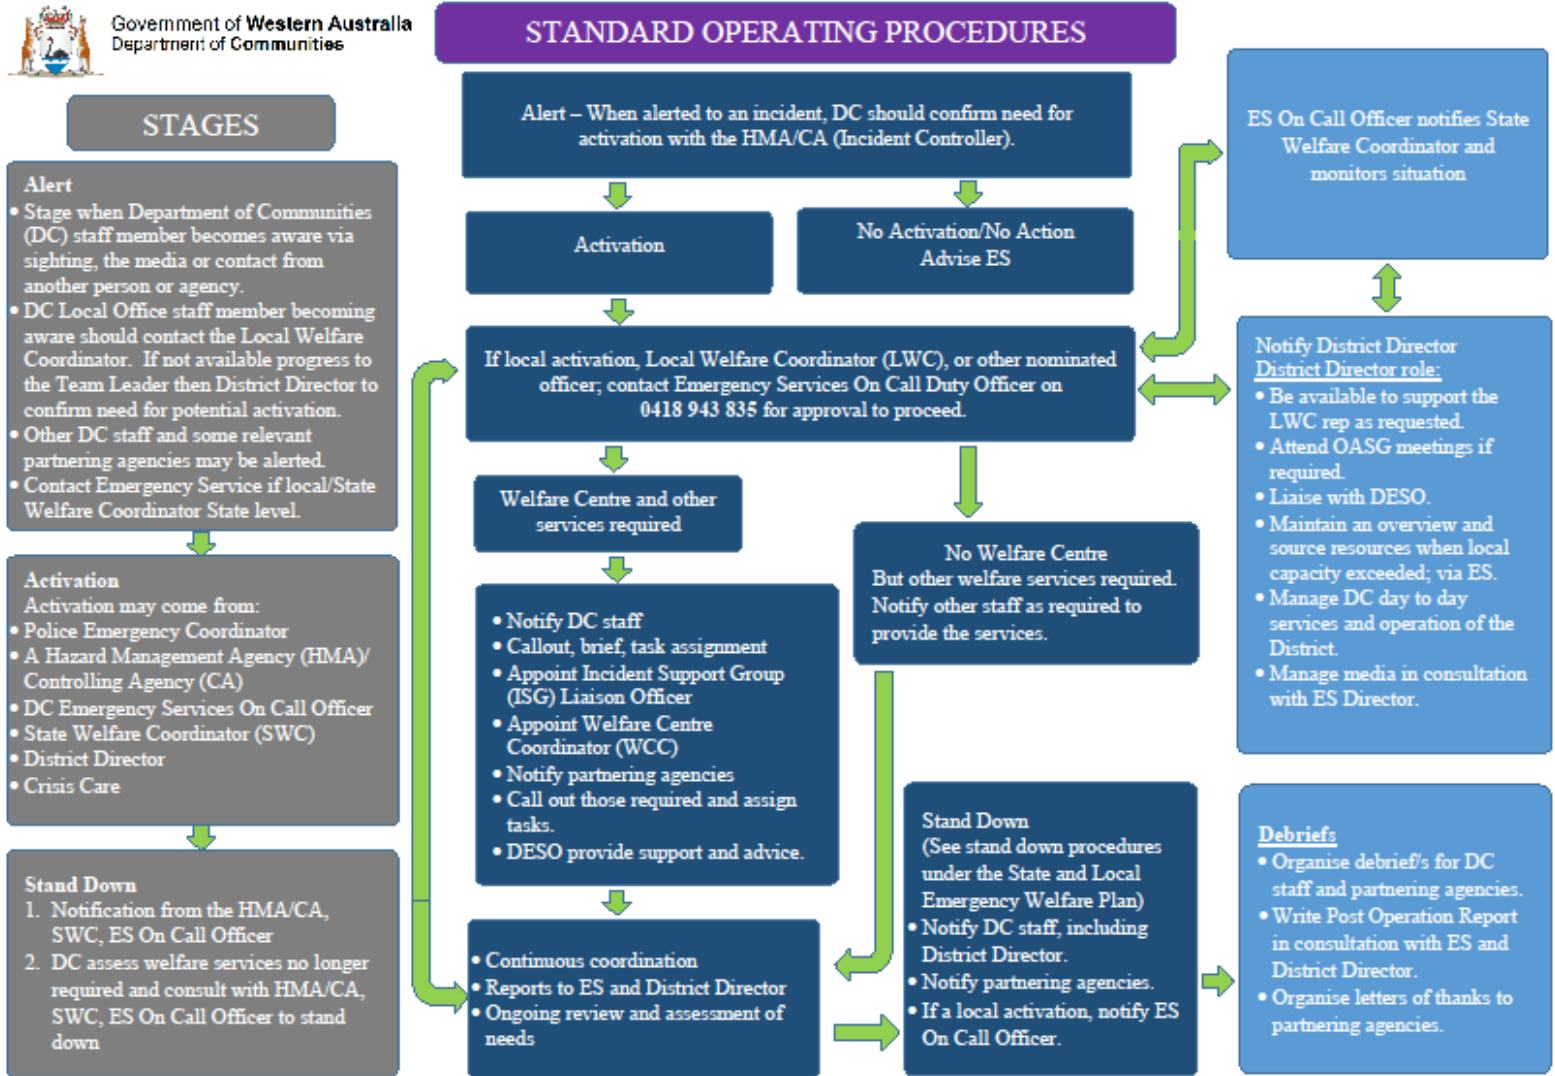 Government of Western Australia
Department of Communities
STANDARD OPERATING PROCEDURES
STAGES
Alert
• Stage when Department of Communities
(DC) staff member becomes aware via
sighting, the media or contact from
another person or agency.
• DC Local Office staff member becoming
aware should contact the Local Welfare
Coordinator. If not available progress to
the Team Leader then District Director to
confirm need for potential activation.
• Other DC staff and some relevant
partnering agencies may be alerted.
• Contact Emergency Service if local/State
Welfare Coordinator State level.
Activation
Activation may come from:
• Police Emergency Coordinator
• A Hazard Management Agency (HMA)/
Controlling Agency (CA)
• DC Emergency Services On Call Officer
• State Welfare Coordinator (SWC)
• District Director
• Crisis Care
Stand Down
1. Notification from the HMA/CA,
SWC, ES On Call Officer
2. DC assess welfare services no longer
required and consult with HMA/CA,
SWC, ES On Call Officer to stand
down
Alert – When alerted to an incident, DC should confirm need for
activation with the HMA/CA (Incident Controller).
Activation
No Activation/No Action
Advise ES
If local activation, Local Welfare Coordinator (LWC), or other nominated
officer; contact Emergency Services On Call Duty Officer on
0418 943 835 for approval to proceed.
Welfare Centre and other
services required
No Welfare Centre
But other welfare services required.
Notify other staff as required to
provide the services.
• Notify DC staff
• Callout, brief, task assignment
• Appoint Incident Support Group
(ISG) Liaison Officer
• Appoint Welfare Centre
Coordinator (WCC)
• Notify partnering agencies
• Call out those required and assign
tasks.
• DESO provide support and advice.
• Continuous coordination
• Reports to ES and District Director
• Ongoing review and assessment of
needs
Stand Down
(See stand down procedures
under the State and Local
Emergency Welfare Plan)
• Notify DC staff, including
District Director.
• Notify partnering agencies.
• If a local activation, notify ES
On Call Officer.
ES On Call Officer notifies State
Welfare Coordinator and
monitors situation
Notify District Director
District Director role:
• Be available to support the
LWC rep as requested.
• Attend OASG meetings if
required.
• Liaise with DESO.
• Maintain an overview and
source resources when local
capacity exceeded; via ES.
• Manage DC day to day
services and operation of the
District.
• Manage media in consultation
with ES Director.
Debriefs
• Organise debrief/s for DC
staff and partnering agencies.
• Write Post Operation Report
in consultation with ES and
District Director.
• Organise letters of thanks to
partnering agencies.